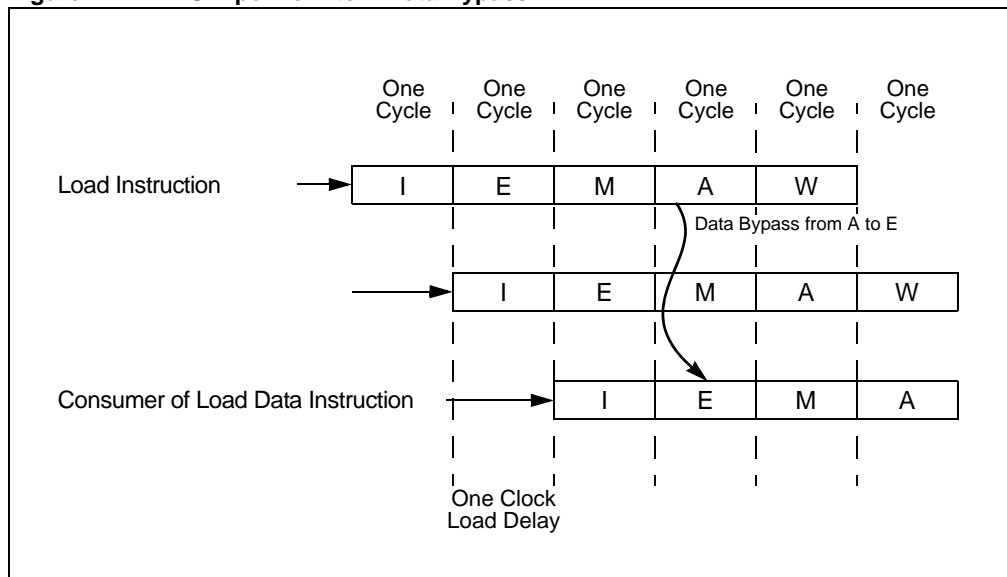 One One One One One One
Cycle Cycle Cycle Cycle Cycle Cycle
Load Instruction I E M A W
Data Bypass from A to E
I E M A W
Consumer of Load Data Instruction I E M A
One Clock
Load Delay